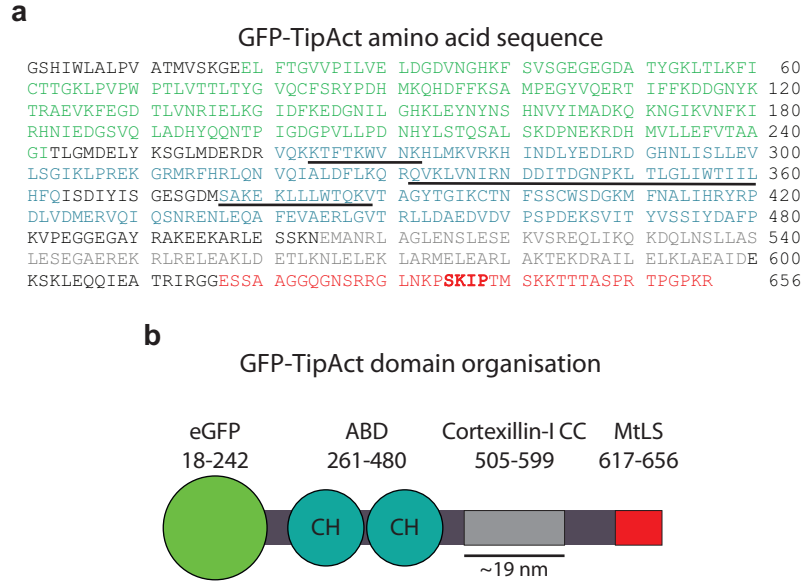 a
GFP-TipAct amino acid sequence
GSHIWLALPV ATMVSKGEEL FTGVVPILVE LDGDVNGHKF SVSGEGEGDA TYGKLTLKFI 60
CTTGKLPVPW PTLVTTLTYG VQCFSRYPDH MKQHDFFKSA MPEGYVQERT IFFKDDGNYK 120
TRAEVKFEGD TLVNRIELKG IDFKEDGNIL GHKLEYNYNS HNVYIMADKQ KNGIKVNFKI 180
RHNIEDGSVQ LADHYQQNTP IGDGPVLLPD NHYLSTQSAL SKDPNEKRDH MVLLEFVTAA 240
GITLGMDELY KSGLMDERDR VQKKTFTKWV NKHLMKVRKH INDLYEDLRD GHNLISLLEV 300
LSGIKLPREK GRMRFHRLQN VQIALDFLKQ RQVKLVNIRN DDITDGNPKL TLGLIWTIIL 360
HFQISDIYIS GESGDMSAKE KLLLWTQKVT AGYTGIKCTN FSSCWSDGKM FNALIHRYRP 420
DLVDMERVQI QSNRENLEQA FEVAERLGVT RLLDAEDVDV PSPDEKSVIT YVSSIYDAFP 480
KVPEGGEGAY RAKEEKARLE SSKNEMANRL AGLENSLESE KVSREQLIKQ KDQLNSLLAS 540
LESEGAEREK RLRELEAKLD ETLKNLELEK LARMELEARL AKTEKDRAIL ELKLAEAIDE 600
KSKLEQQIEA TRIRGGESSA AGGQGNSRRG LNKPSKIPTM SKKTTTASPR TPGPKR 656
b
GFP-TipAct domain organisation
eGFP ABD Cortexillin-I CC MtLS
18-242 261-480 505-599 617-656
CH CH
~19 nm